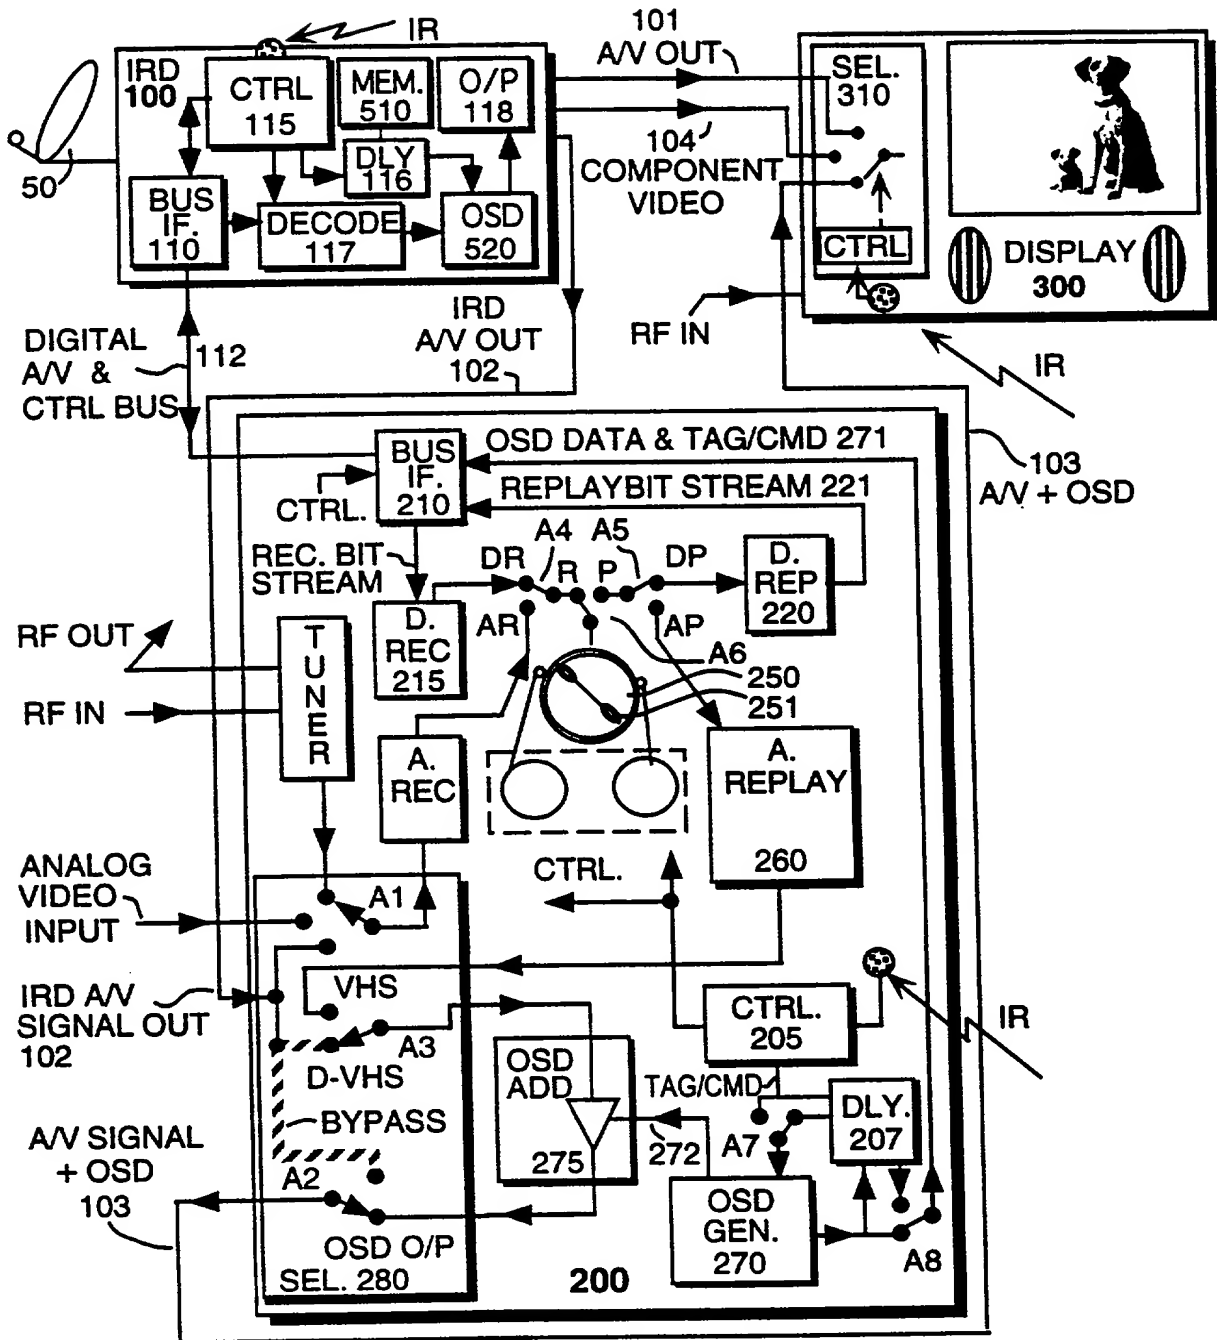 IR
101
A/V OUT
IRD
100
CTRL
115
MEM.
510
O/P
118
SEL.
310
50
BUS
IF.
110
DLY
116
DECODE
117
OSD
520
104
COMPONENT
VIDEO
CTRL
DISPLAY
300
RF IN
IR
IRD
A/V OUT
102
DIGITAL
A/V &
CTRL BUS
112
OSD DATA & TAG/CMD 271
BUS
IF.
210
CTRL.
REPLAYBIT STREAM 221
103
A/V + OSD
REC. BIT
STREAM
DR
A4
R
P
A5
DP
D.
REP
220
AR
AP
A6
250
251
D.
REC
215
RF OUT
RF IN
TUNER
A.
REC
A.
REPLAY
260
CTRL.
ANALOG
VIDEO
INPUT
A1
VHS
IRD A/V
SIGNAL OUT
102
A3
D-VHS
BYPASS
CTRL.
205
IR
OSD
ADD
275
TAG/CMD
272
A7
DLY.
207
A/V SIGNAL
+ OSD
103
A2
OSD O/P
SEL. 280
200
OSD
GEN.
270
A8